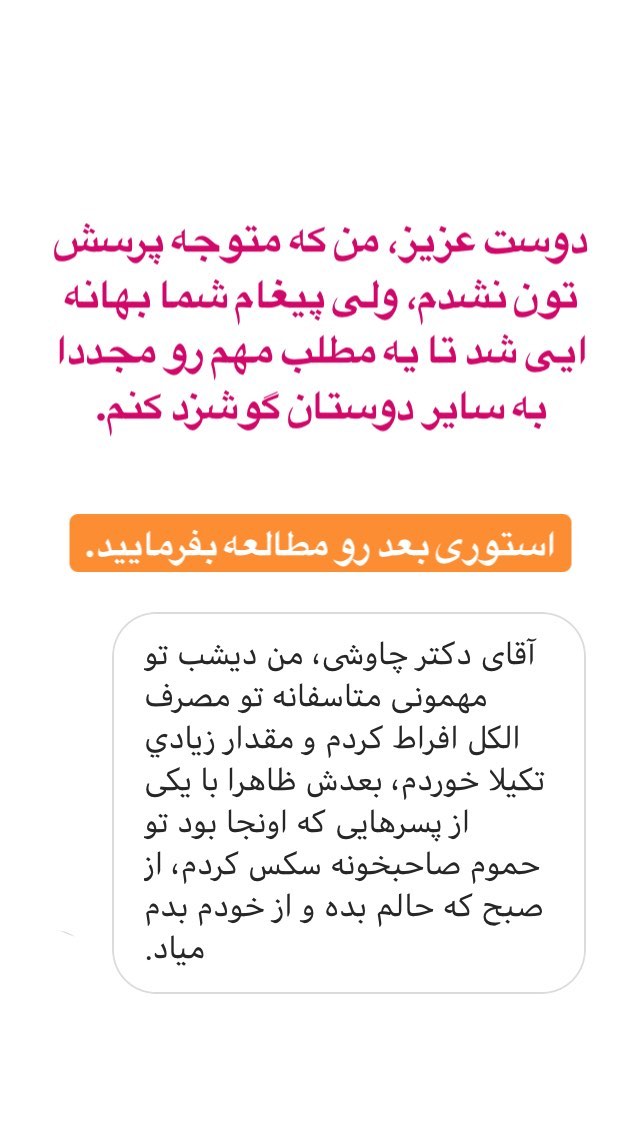 دوست عزیز، من که متوجه پرسش
تون نشدم، ولی پیغام شما بهانه
ایی شد تا یه مطلب مهم رو مجددا
به سایر دوستان گوشزد کنم.
استوری بعد رو مطالعه بفرمایید.
آقای دکتر چاوشی، من دیشب تو
مهمونی متاسفانه تو مصرف
الکل افراط کردم و مقدار زیادي
تکیلا خوردم، بعدش ظاهرا با یکی
از پسرهایی که اونجا بود تو
حموم صاحبخونه سکس کردم، از
صبح که حالم بده و از خودم بدم
میاد.